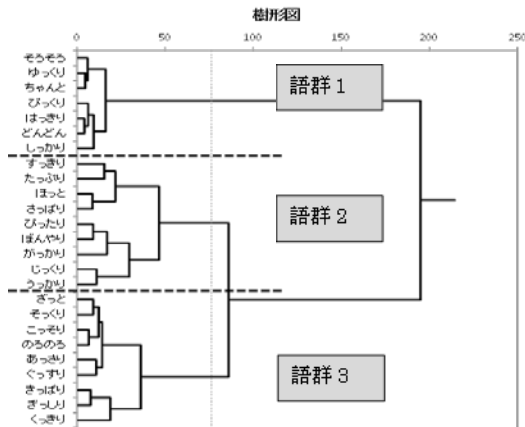 樹形図
0 50 100 150 200 250
そろそろ
ゆっくり
ちゃんと
びっくり
はっきり
どんどん
しっかり
すっきり
たっぷり
ほっと
さっぱり
ぴったり
ぼんやり
がっかり
じっくり
うっかり
ざっと
そっくり
こっそり
のろのろ
あっさり
ぐっすり
きっぱり
ぎっしり
くっきり
語群1
語群2
語群3